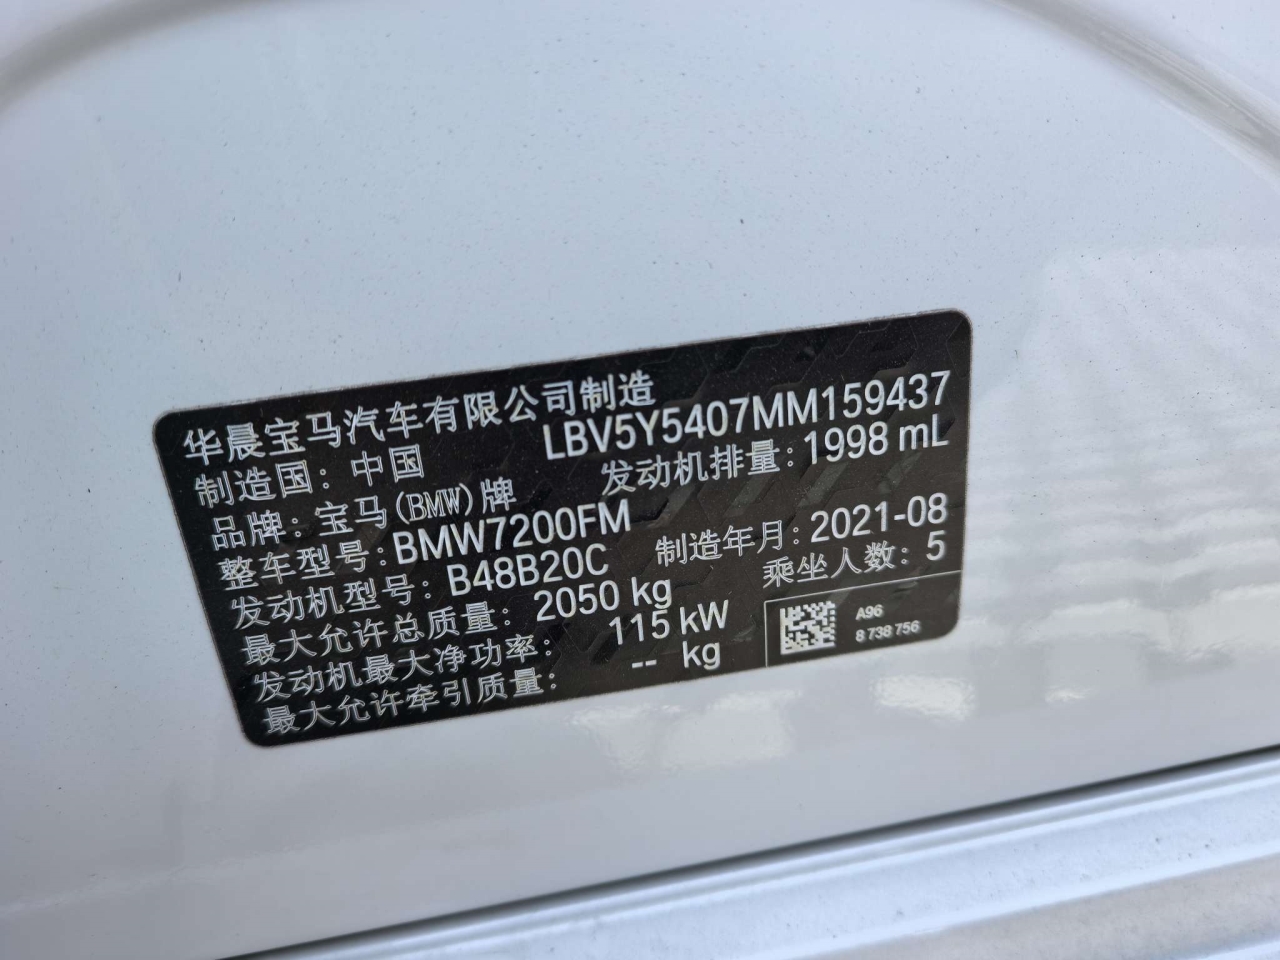 华晨宝马汽车有限公司制造
制造国: 中国 LBV5Y5407MM159437
品牌: 宝马(BMW)牌 发动机排量: 1998 mL
整车型号: BMW7200FM
发动机型号: B48B20C 制造年月: 2021-08
最大允许总质量: 2050 kg 乘坐人数: 5
发动机最大净功率: 115 kW
最大允许牵引质量: -- kg
A96
8 738 756